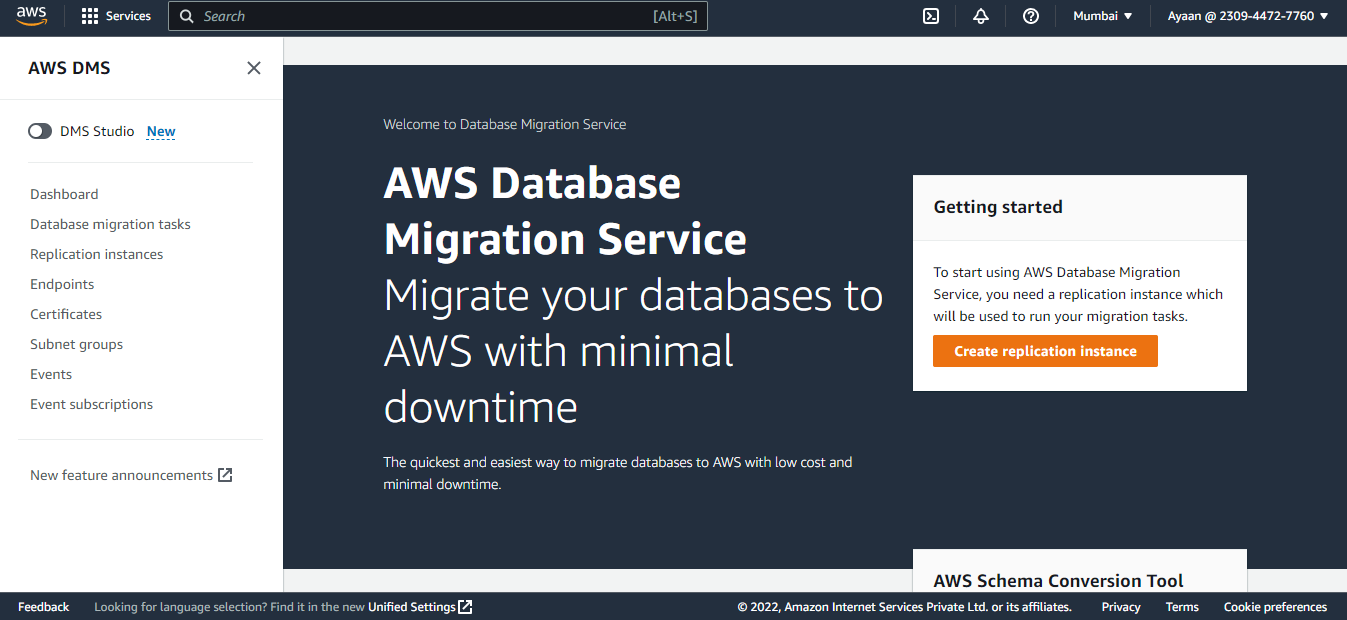 aws
Services
Search
[Alt+S]
Mumbai
Ayaan @ 2309-4472-7760
AWS DMS
DMS Studio New
Dashboard
Database migration tasks
Replication instances
Endpoints
Certificates
Subnet groups
Events
Event subscriptions
New feature announcements
Welcome to Database Migration Service
AWS Database
Migration Service
Migrate your databases to
AWS with minimal
downtime
The quickest and easiest way to migrate databases to AWS with low cost and
minimal downtime.
Getting started
To start using AWS Database Migration
Service, you need a replication instance which
will be used to run your migration tasks.
Create replication instance
AWS Schema Conversion Tool
Feedback
Looking for language selection? Find it in the new Unified Settings
© 2022, Amazon Internet Services Private Ltd. or its affiliates.
Privacy
Terms
Cookie preferences